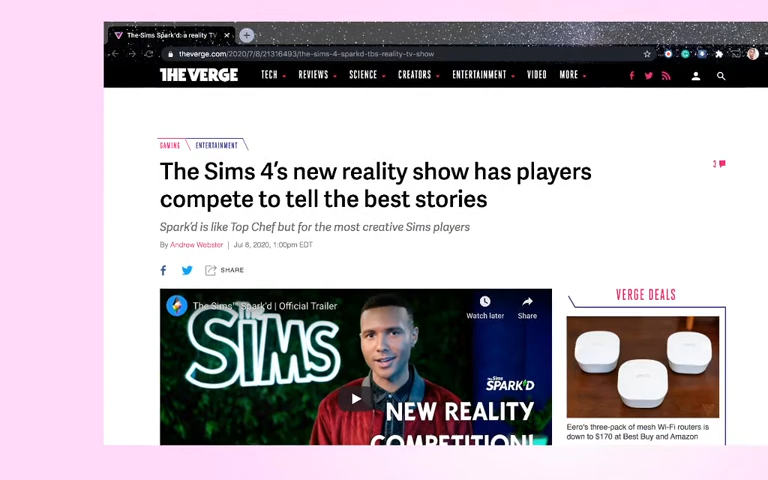 The Sims Spark'd: a reality TV
theverge.com/2020/7/8/21316493/the-sims-4-sparkd-tbs-reality-tv-show
THE VERGE
TECH REVIEWS SCIENCE CREATORS ENTERTAINMENT VIDEO MORE
GAMING ENTERTAINMENT
The Sims 4's new reality show has players
compete to tell the best stories
3
Spark'd is like Top Chef but for the most creative Sims players
By Andrew Webster | Jul 8, 2020, 1:00pm EDT
SHARE
VERGE DEALS
The Sims™ Spark'd | Official Trailer
Watch later Share
SIMS
The Sims
SPARK'D
NEW REALITY
COMPETITION!
Eero's three-pack of mesh Wi-Fi routers is
down to $170 at Best Buy and Amazon